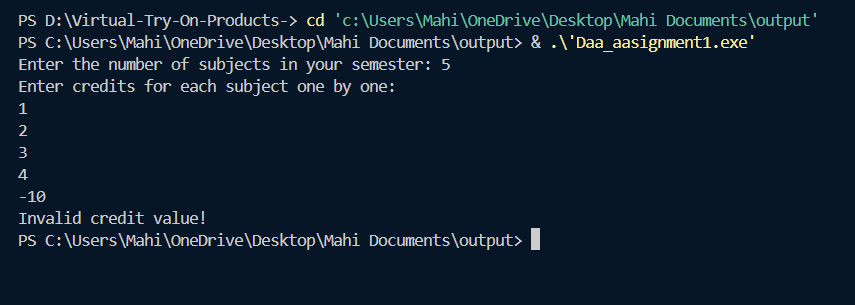 PS D:\Virtual-Try-On-Products-> cd 'c:\Users\Mahi\OneDrive\Desktop\Mahi Documents\output'
PS C:\Users\Mahi\OneDrive\Desktop\Mahi Documents\output> & .\'Daa_aasignment1.exe'
Enter the number of subjects in your semester: 5
Enter credits for each subject one by one:
1
2
3
4
-10
Invalid credit value!
PS C:\Users\Mahi\OneDrive\Desktop\Mahi Documents\output>